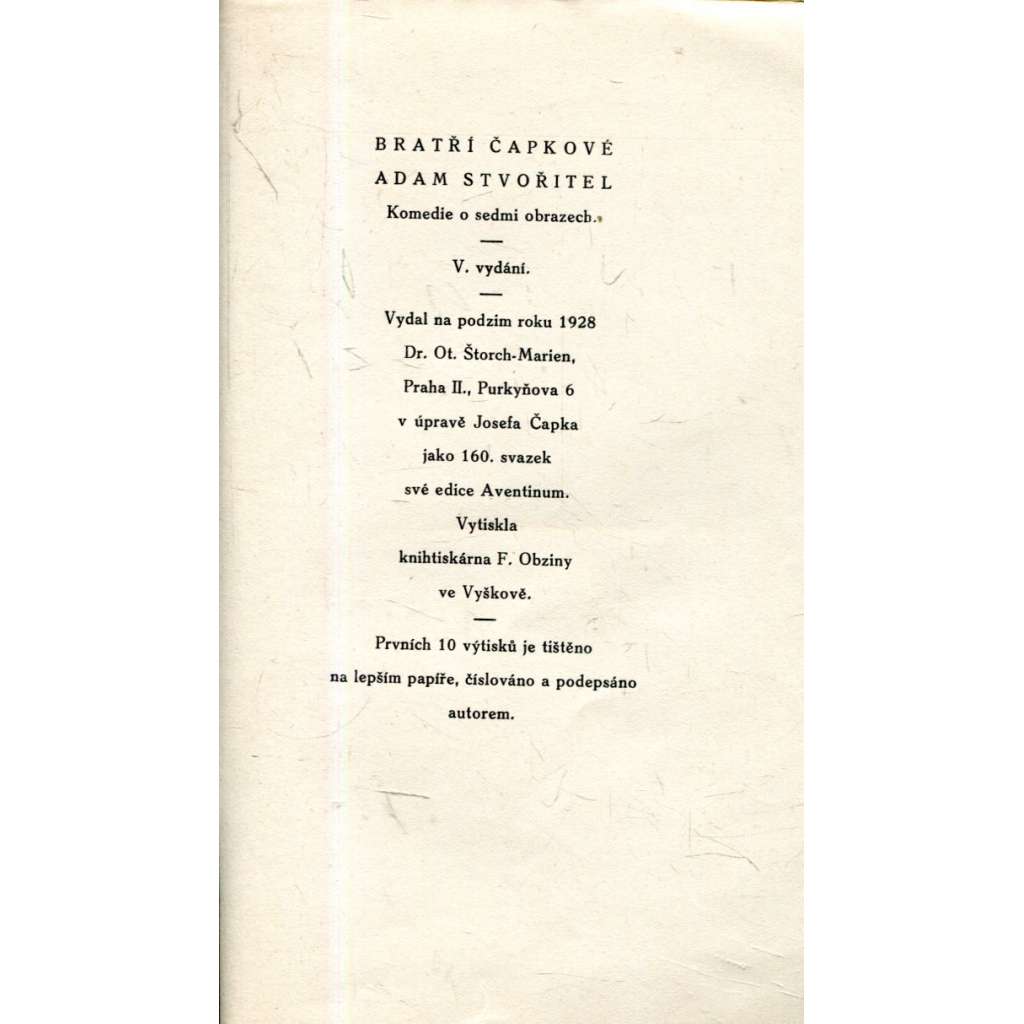 BRATŘÍ ČAPKOVÉ
ADAM STVOŘITEL
Komedie o sedmi obrazech.
V. vydání.
Vydal na podzim roku 1928
Dr. Ot. Štorch-Marien,
Praha II., Purkyňova 6
v úpravě Josefa Čapka
jako 160. svazek
své edice Aventinum.
Vytiskla
knihtiskárna F. Obziny
ve Vyškově.
Prvních 10 výtisků je tištěno
na lepším papíře, číslováno a podepsáno
autorem.